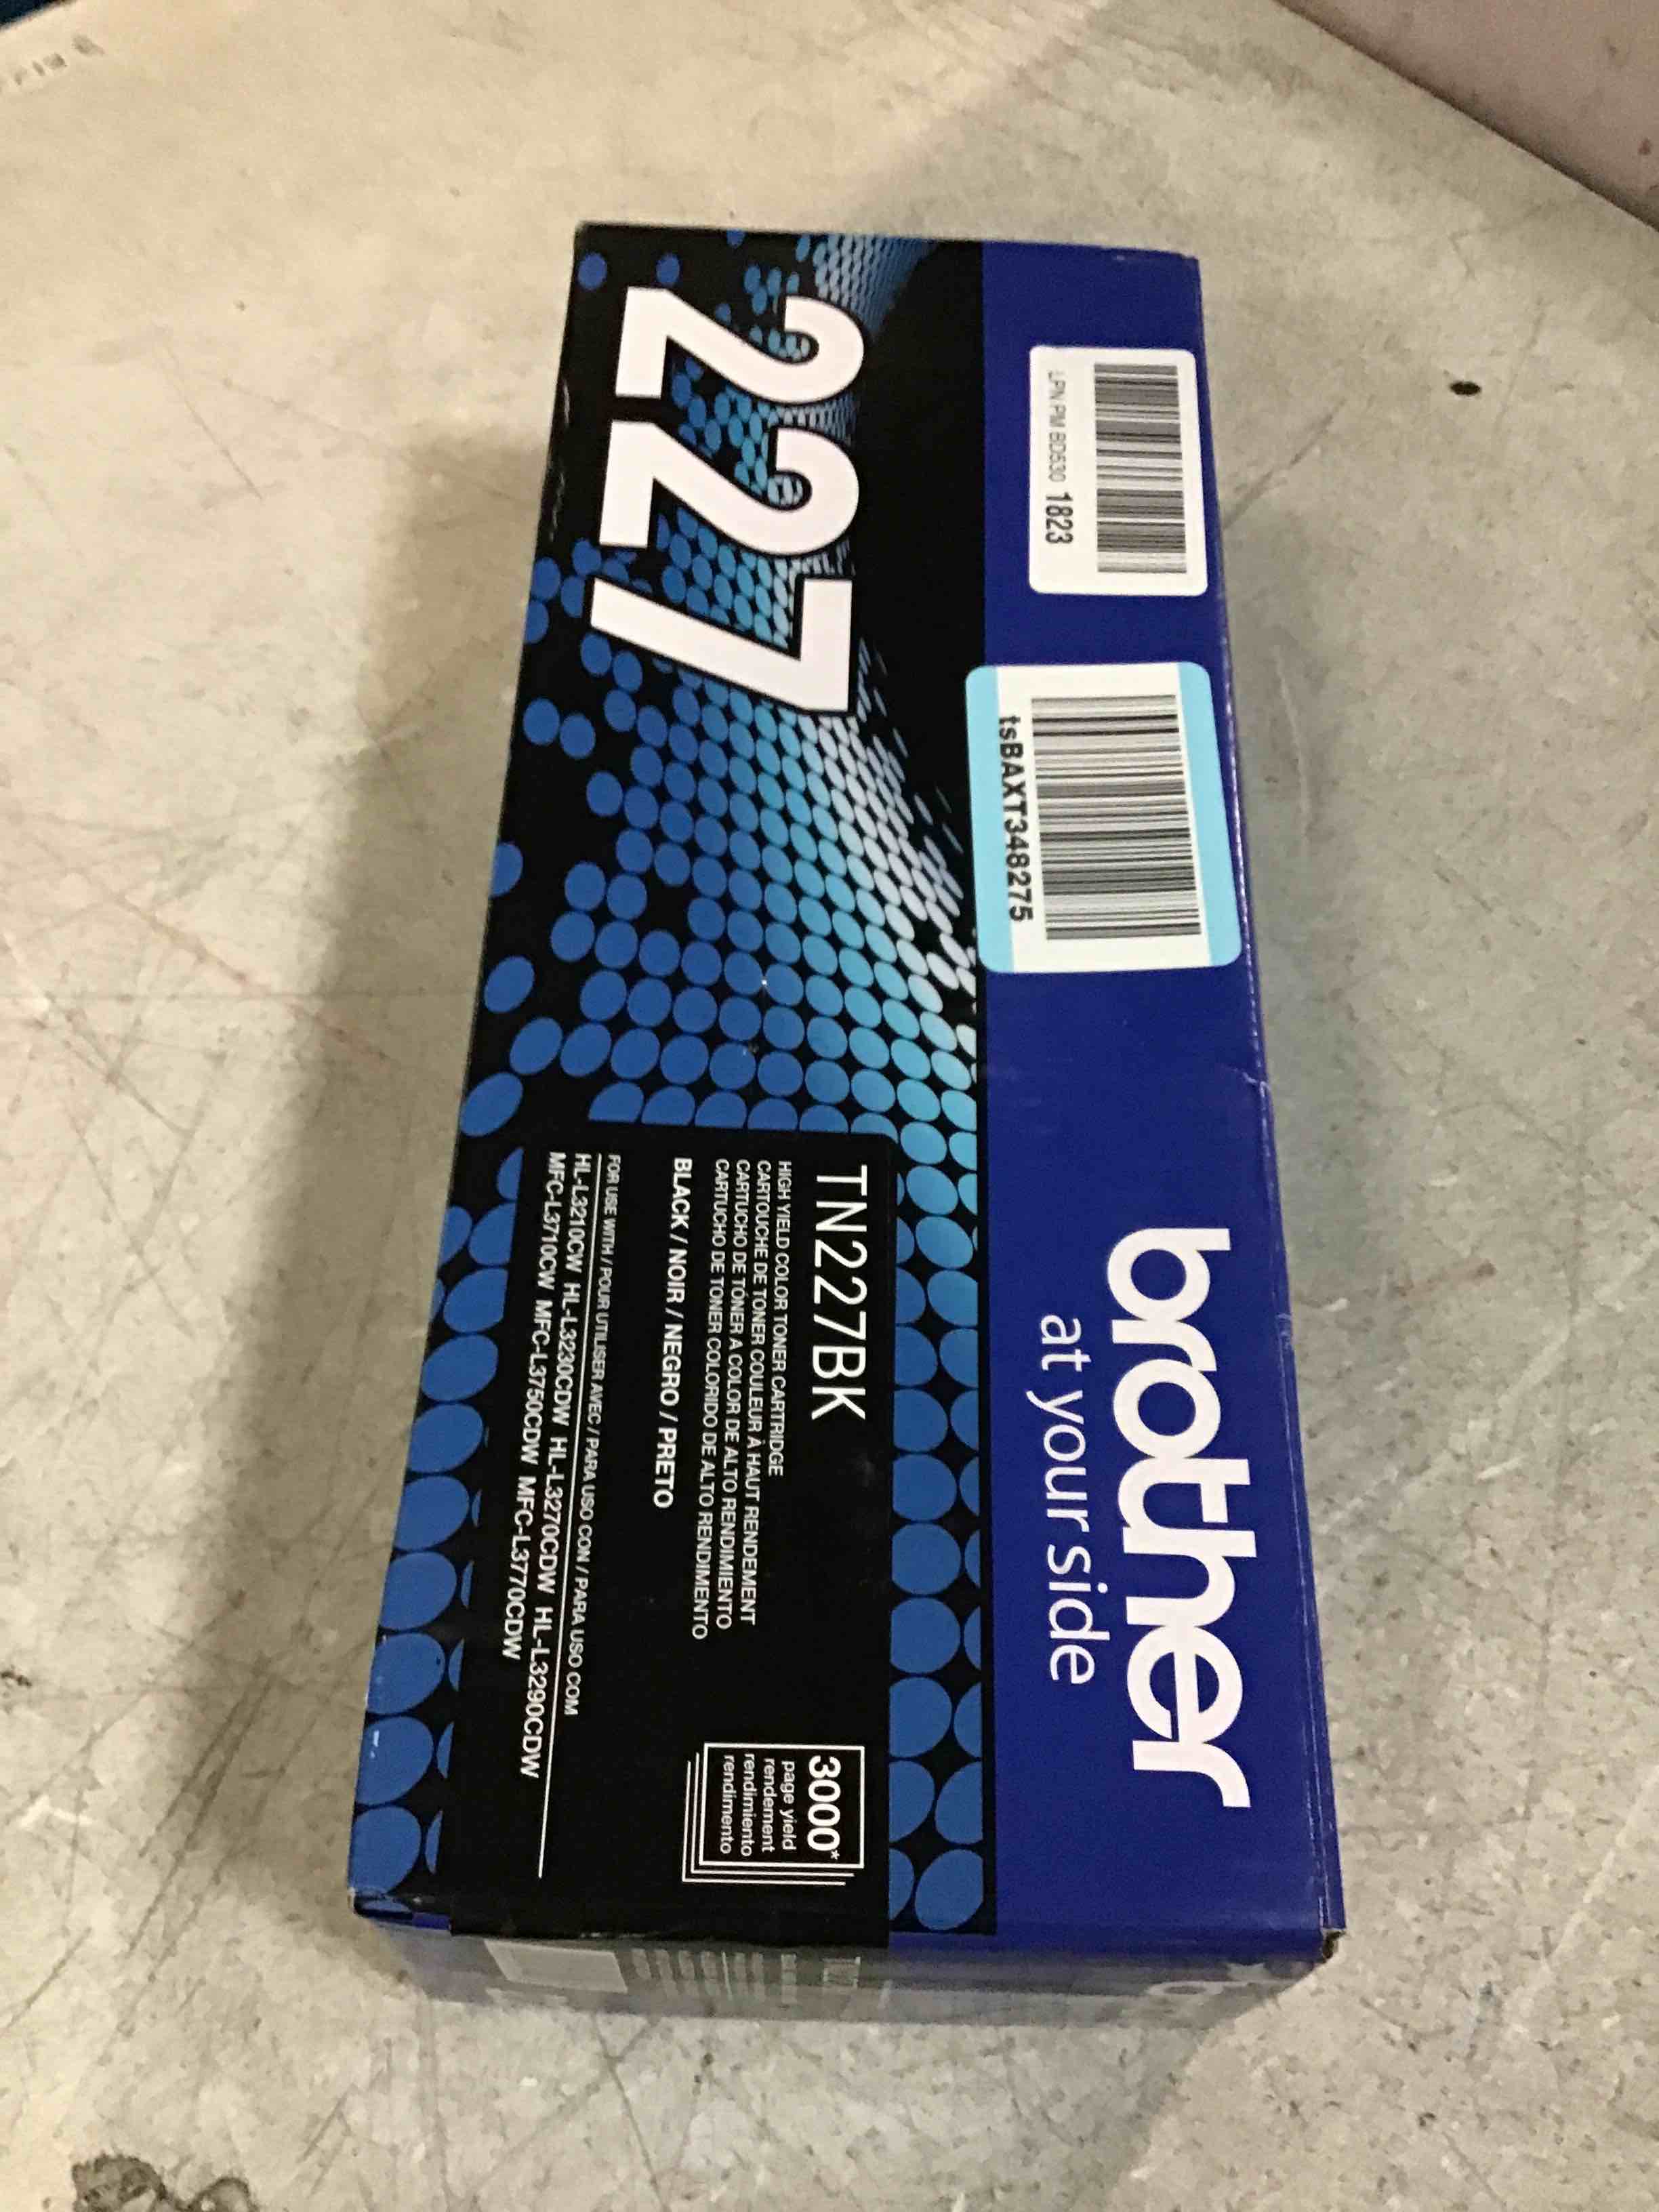 LPN PM BD530 1823
tsBAXT348275
brother
at your side
227
TN227BK
HIGH YIELD COLOR TONER CARTRIDGE
CARTOUCHE DE TONER COULEUR À HAUT RENDEMENT
CARTUCHO DE TÓNER A COLOR DE ALTO RENDIMIENTO
CARTUCHO DE TONER COLORIDO DE ALTO RENDIMENTO
BLACK / NOIR / NEGRO / PRETO
3000*
page yield
rendement
rendimiento
rendimento
FOR USE WITH / POUR UTILISER AVEC / PARA USO CON / PARA USO COM
HL-L3210CW HL-L3230CDW HL-L3270CDW HL-L3290CDW
MFC-L3710CW MFC-L3750CDW MFC-L3770CDW